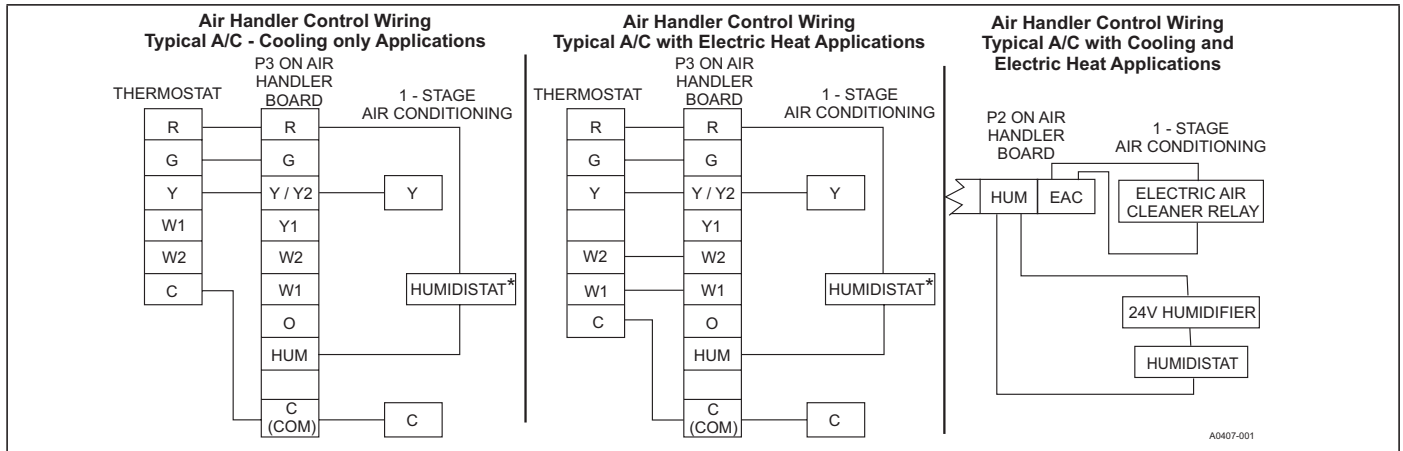 Air Handler Control Wiring
Typical A/C - Cooling only Applications
THERMOSTAT
P3 ON AIR
HANDLER
BOARD
1 - STAGE
AIR CONDITIONING
R
G
Y
W1
W2
C
R
G
Y / Y2
Y1
W2
W1
O
HUM
C
(COM)
Y
HUMIDISTAT*
C
Air Handler Control Wiring
Typical A/C with Electric Heat Applications
THERMOSTAT
P3 ON AIR
HANDLER
BOARD
1 - STAGE
AIR CONDITIONING
R
G
Y
W2
W1
C
R
G
Y / Y2
Y1
W2
W1
O
HUM
C
(COM)
Y
HUMIDISTAT*
C
Air Handler Control Wiring
Typical A/C with Cooling and
Electric Heat Applications
P2 ON AIR
HANDLER
BOARD
1 - STAGE
AIR CONDITIONING
HUM
EAC
ELECTRIC AIR
CLEANER RELAY
24V HUMIDIFIER
HUMIDISTAT
A0407-001